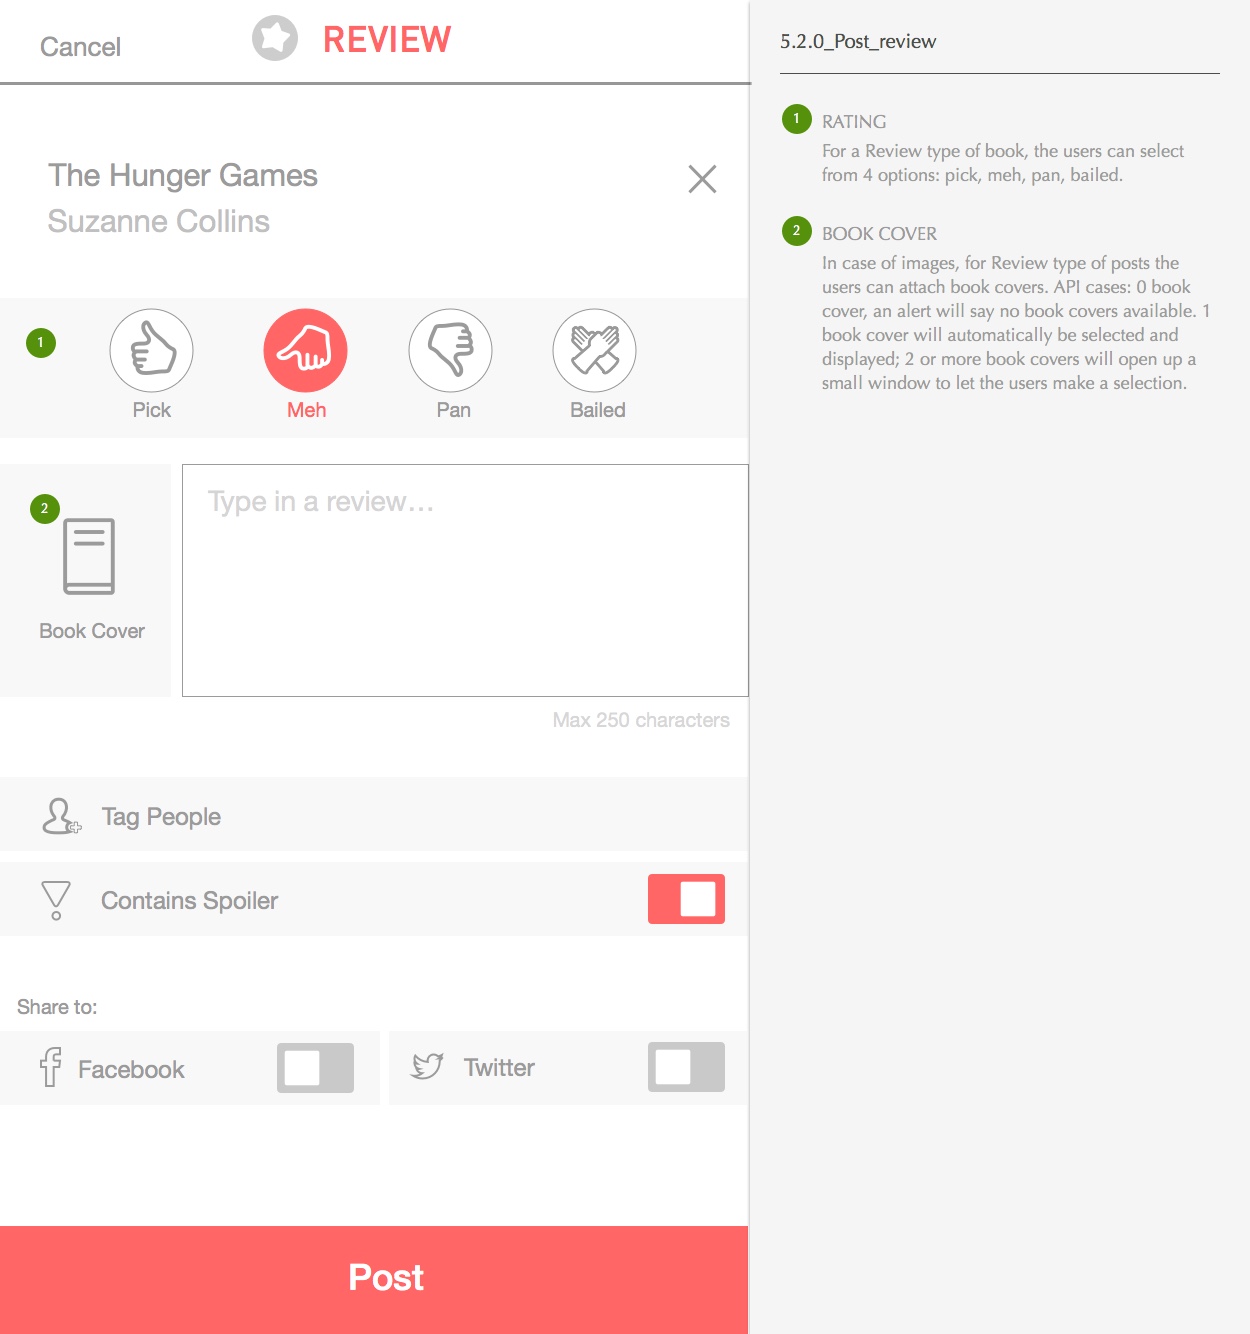 Cancel
REVIEW
The Hunger Games
Suzanne Collins
1
Pick
Meh
Pan
Bailed
2
Book Cover
Type in a review...
Max 250 characters
Tag People
Contains Spoiler
Share to:
Facebook
Twitter
Post
5.2.0_Post_review
1
RATING
For a Review type of book, the users can select
from 4 options: pick, meh, pan, bailed.
2
BOOK COVER
In case of images, for Review type of posts the
users can attach book covers. API cases: 0 book
cover, an alert will say no book covers available. 1
book cover will automatically be selected and
displayed; 2 or more book covers will open up a
small window to let the users make a selection.